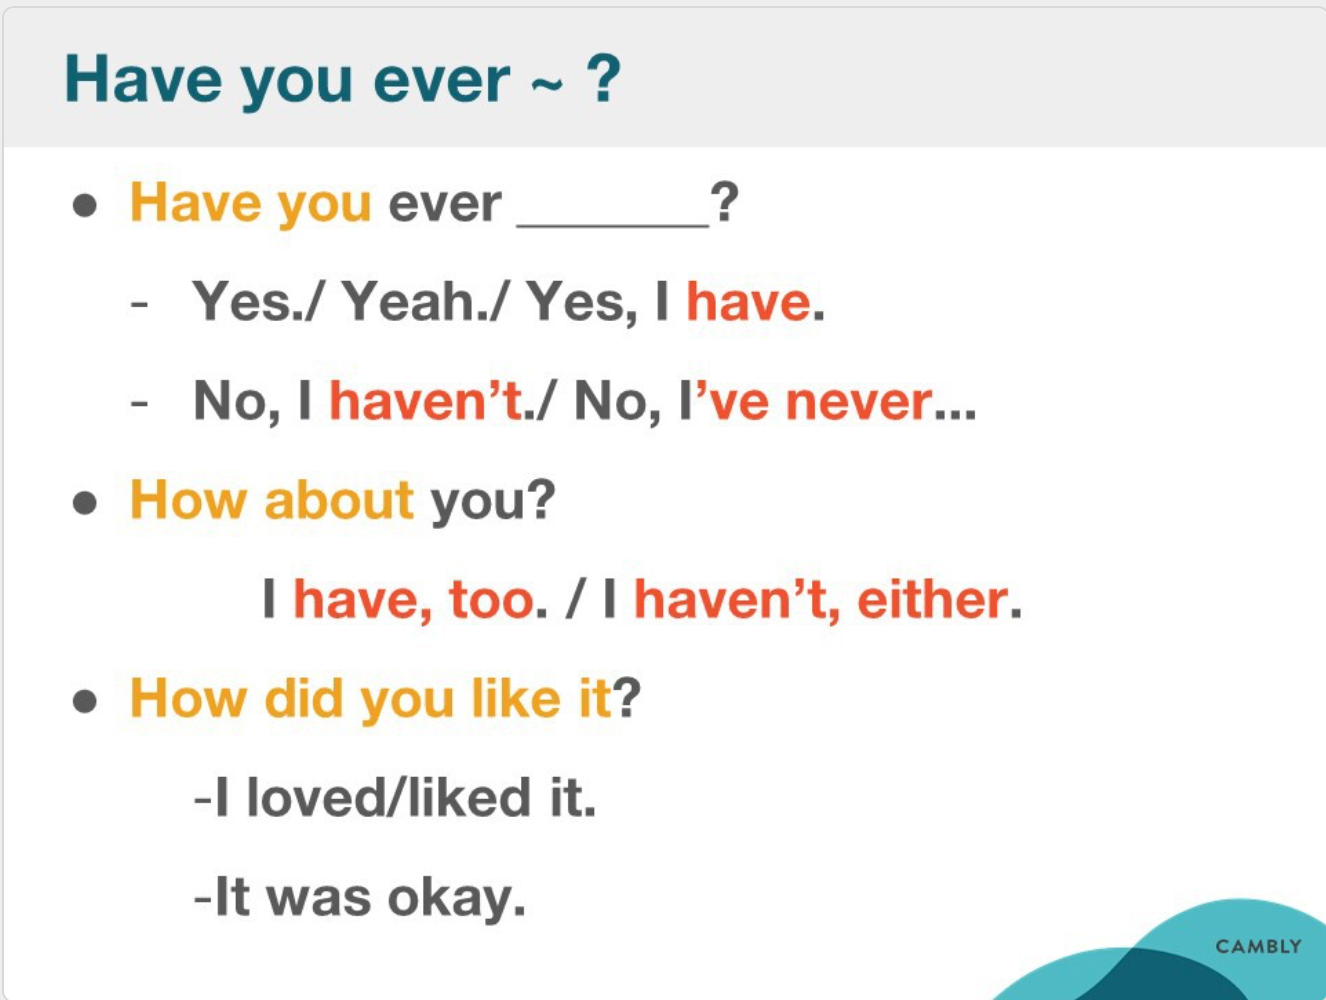 Have you ever ~ ?
● Have you ever _______?
- Yes./ Yeah./ Yes, I have.
- No, I haven't./ No, I've never...
● How about you?
I have, too. / I haven't, either.
● How did you like it?
-I loved/liked it.
-It was okay.
CAMBLY